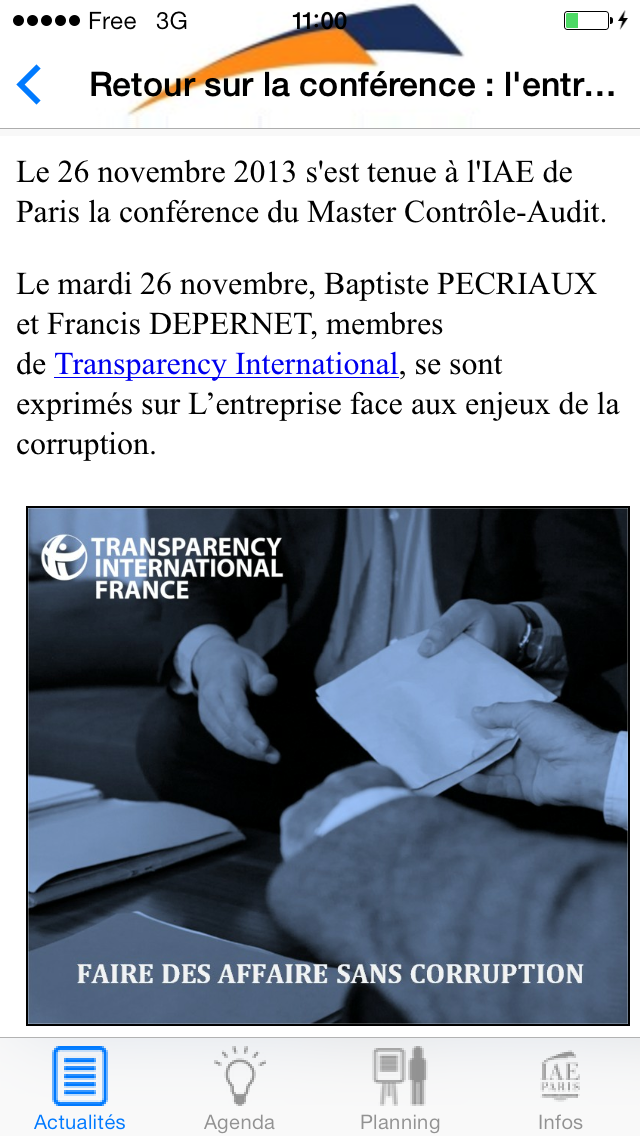 Free 3G 11:00
Retour sur la conférence : l'entr...
Le 26 novembre 2013 s'est tenue à l'IAE de
Paris la conférence du Master Contrôle-Audit.
Le mardi 26 novembre, Baptiste PECRIAUX
et Francis DEPERNET, membres
de Transparency International, se sont
exprimés sur L’entreprise face aux enjeux de la
corruption.
TRANSPARENCY
INTERNATIONAL
FRANCE
FAIRE DES AFFAIRE SANS CORRUPTION
IAE
PARIS
Actualités Agenda Planning Infos